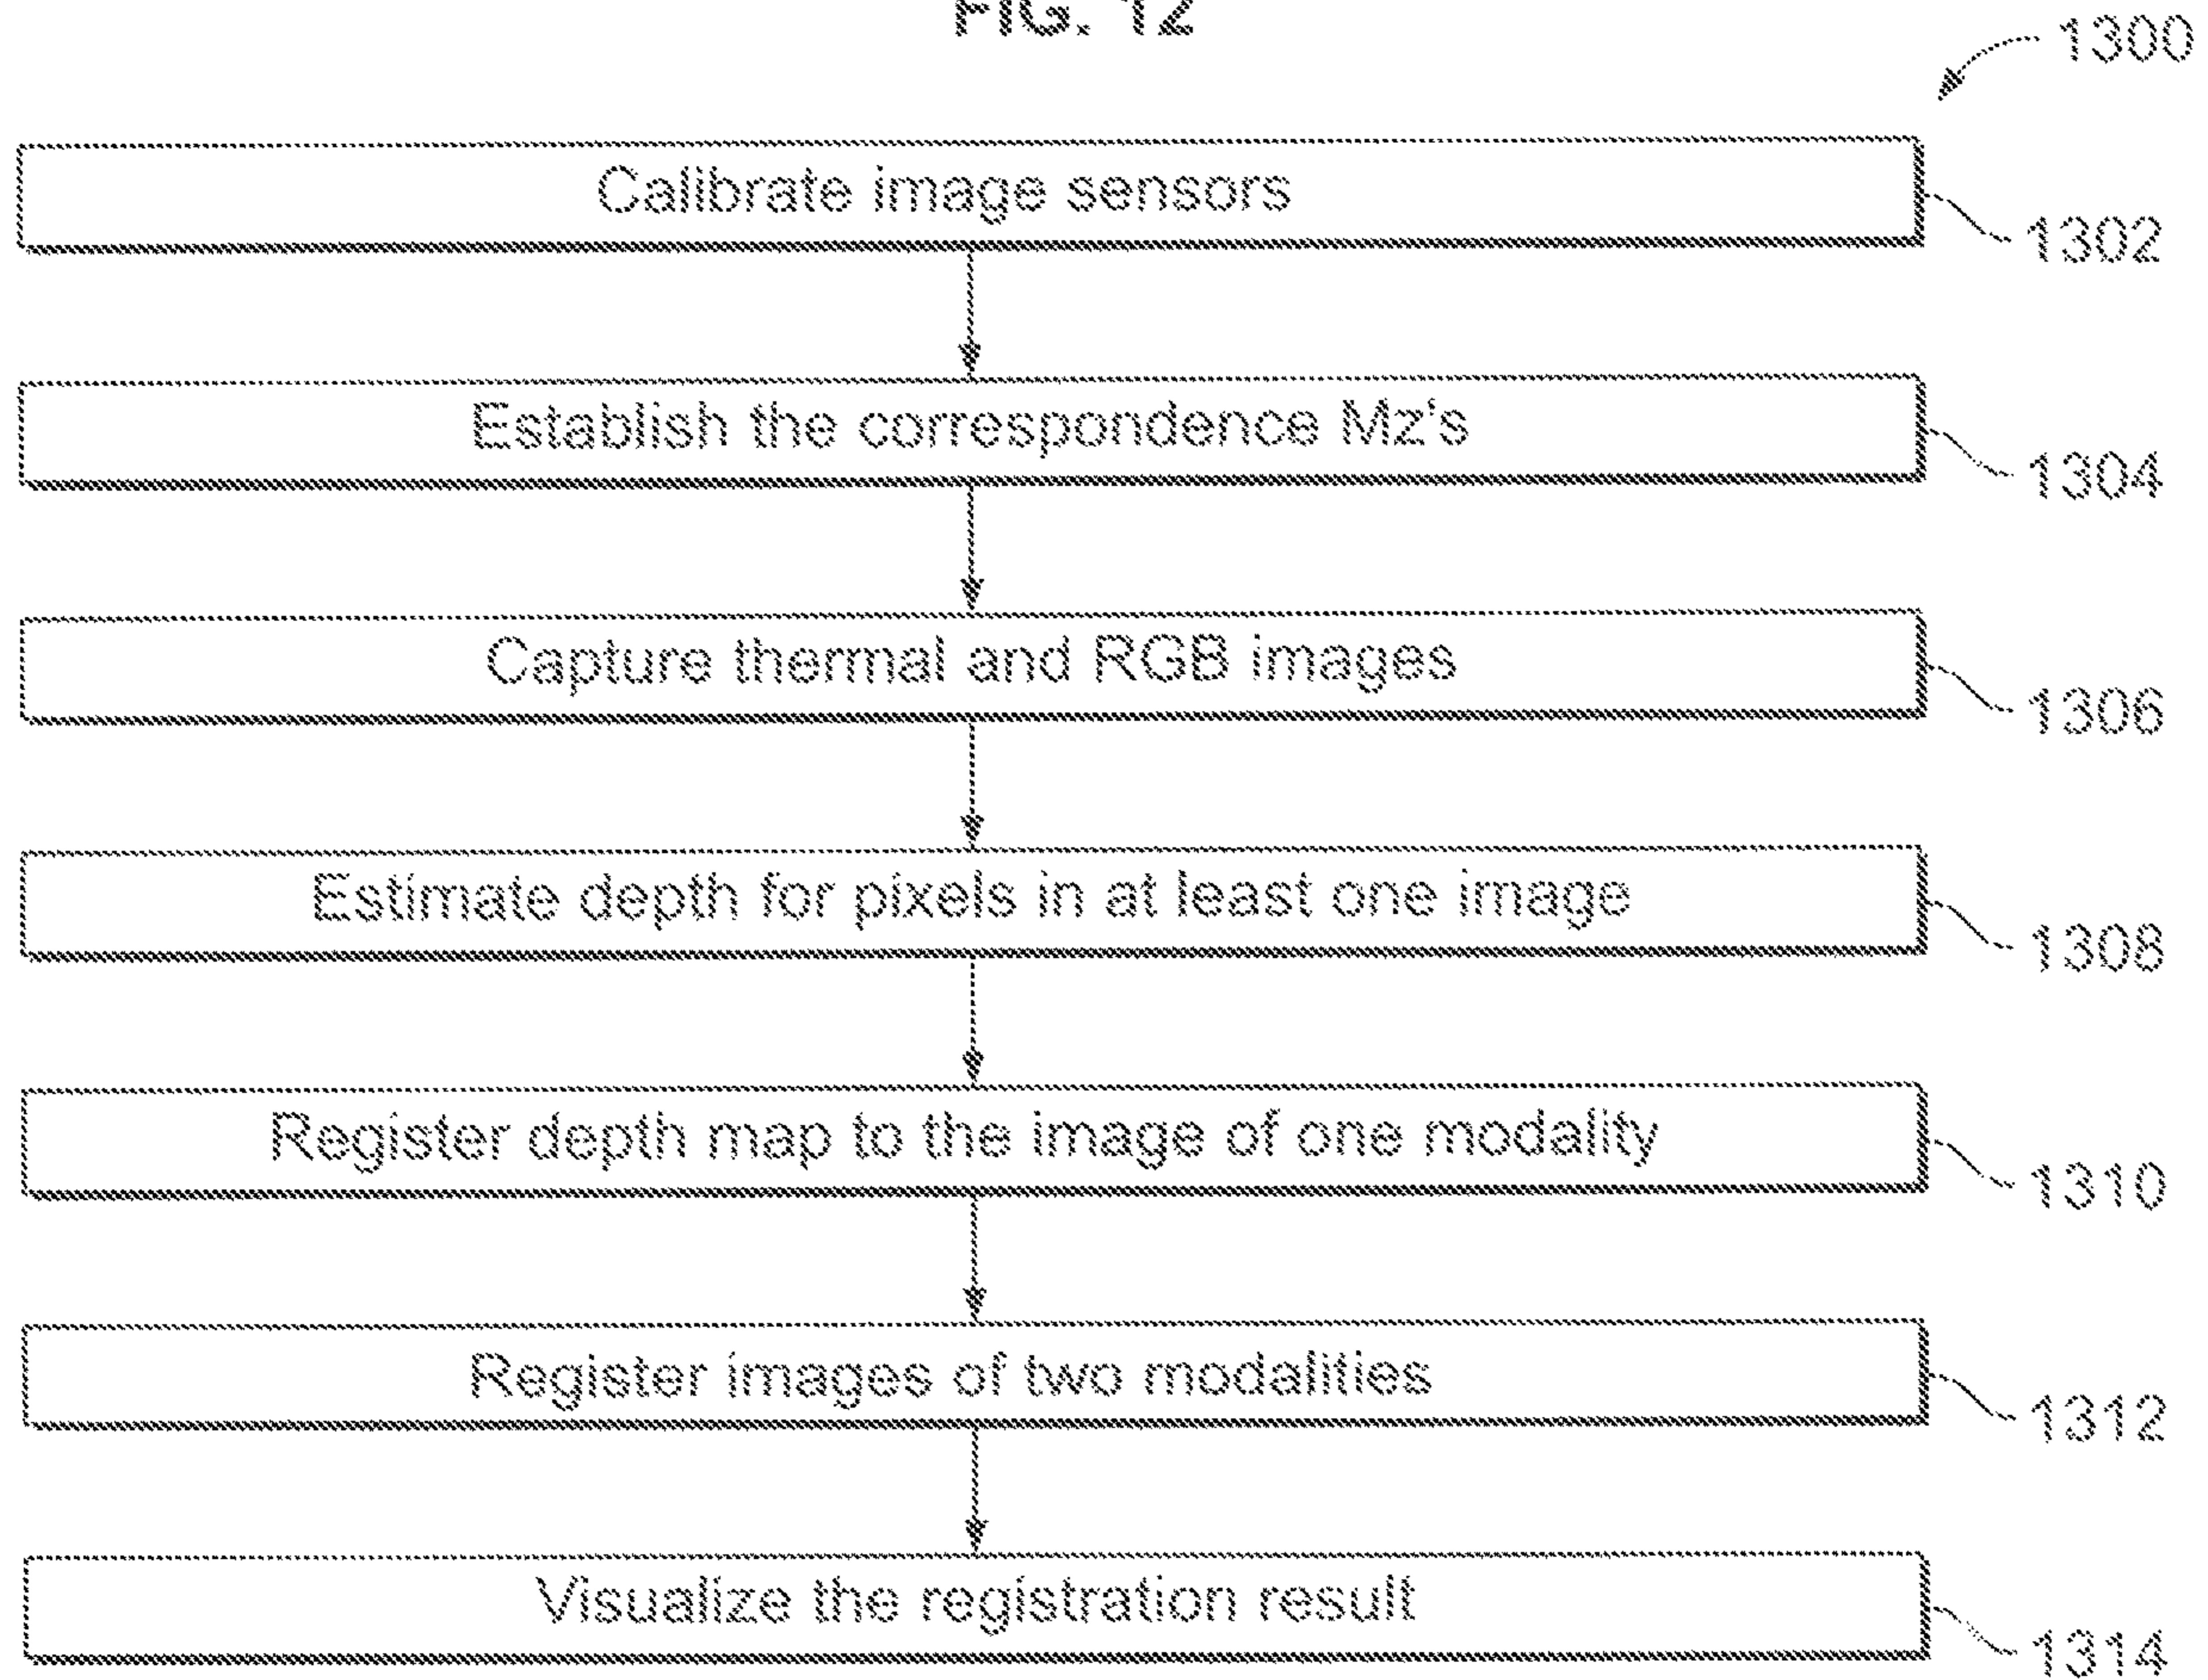 FIG. 12
1300
Calibrate image sensors
1302
Establish the correspondence Mz's
1304
Capture thermal and RGB images
1306
Estimate depth for pixels in at least one image
1308
Register depth map to the image of one modality
1310
Register images of two modalities
1312
Visualize the registration result
1314